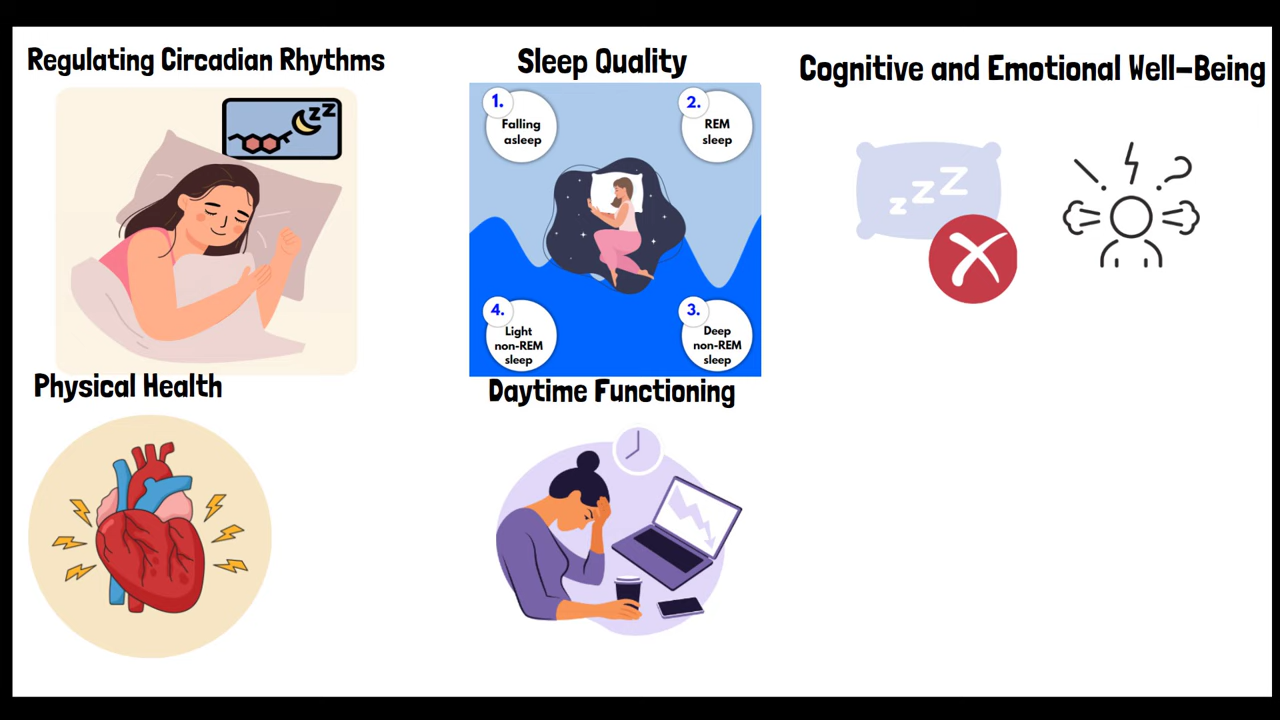 Regulating Circadian Rhythms
zZZ
Sleep Quality
1.
Falling
asleep
2.
REM
sleep
4.
Light
non-REM
sleep
3.
Deep
non-REM
sleep
Cognitive and Emotional Well-Being
zZZ
?
Physical Health
Daytime Functioning